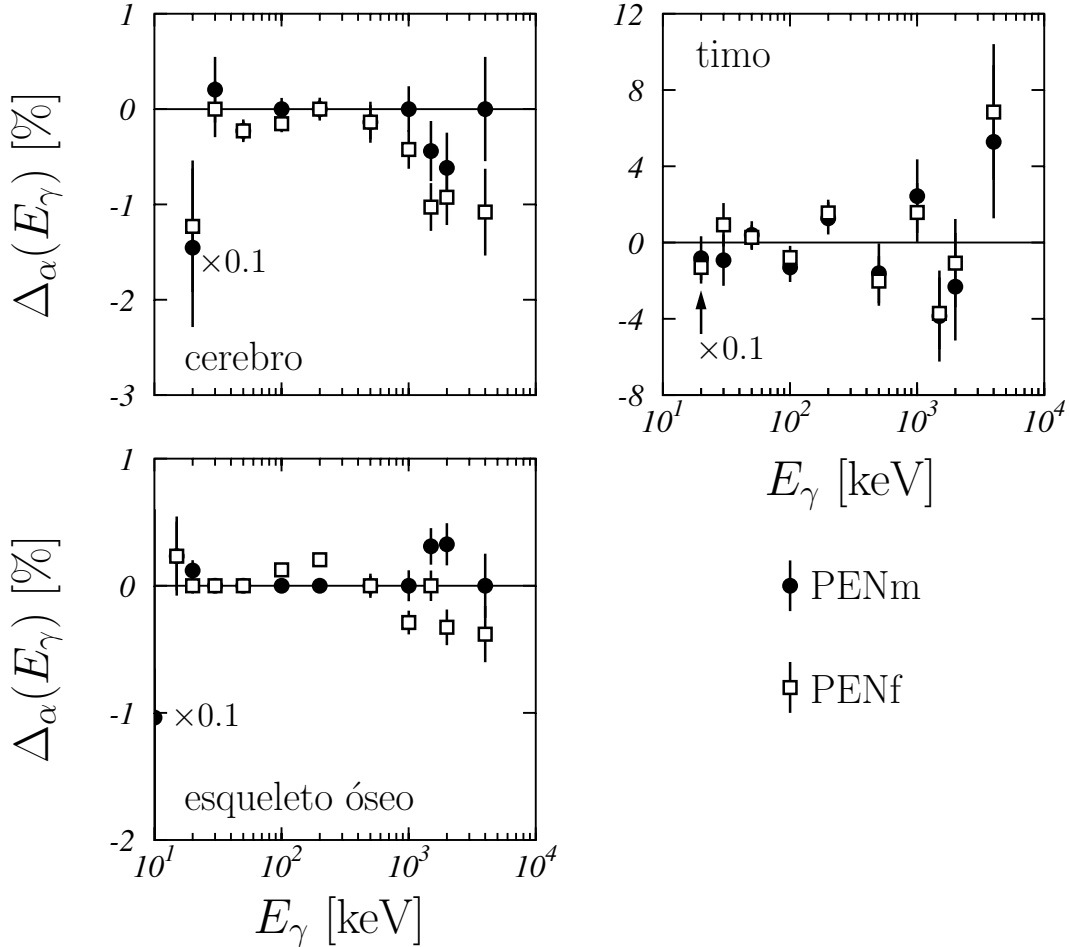 Δα(Eγ) [%]
1
0
-1
-2
-3
×0.1
cerebro
12
8
4
0
-4
-8
timo
×0.1
10¹ 10² 10³ 10⁴
Eγ [keV]
Δα(Eγ) [%]
1
0
-1
-2
×0.1
esqueleto óseo
10¹ 10² 10³ 10⁴
Eγ [keV]
PENm
PENf